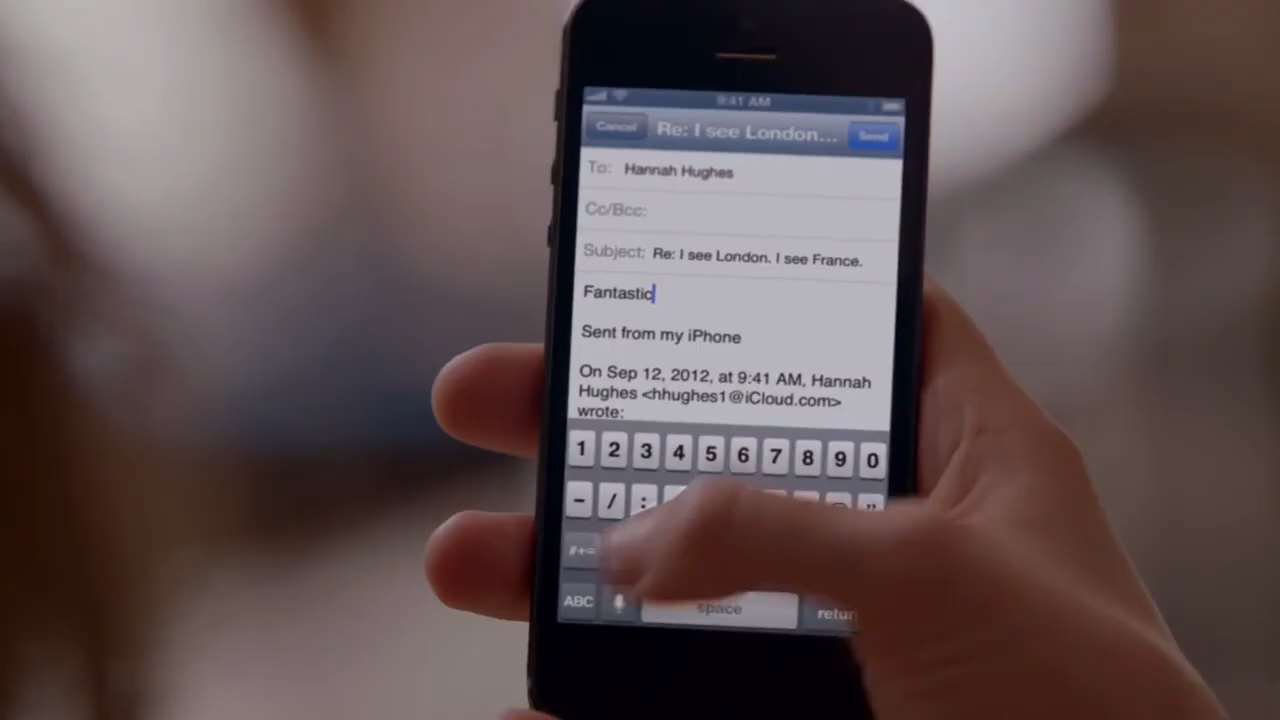 9:41 AM
Cancel Re: I see London... Send
To: Hannah Hughes
Cc/Bcc:
Subject: Re: I see London. I see France.
Fantastic
Sent from my iPhone
On Sep 12, 2012, at 9:41 AM, Hannah
Hughes <hhughes1@iCloud.com>
wrote:
1 2 3 4 5 6 7 8 9 0
- / :
#+=
ABC space retur